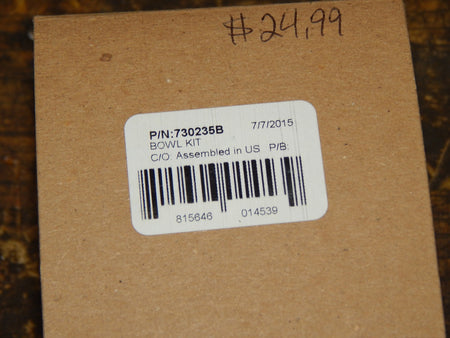 #24.99
P/N:730235B 7/7/2015
BOWL KIT
C/O: Assembled in US P/B:
815646 014539